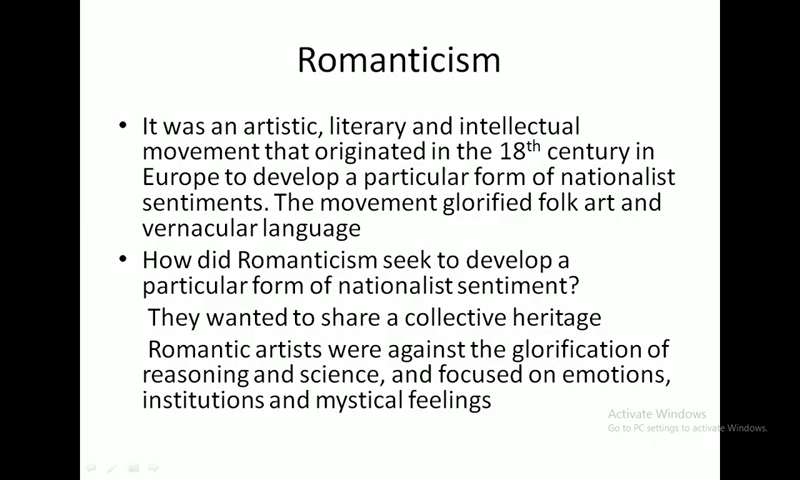 Romanticism
• It was an artistic, literary and intellectual
movement that originated in the 18th century in
Europe to develop a particular form of nationalist
sentiments. The movement glorified folk art and
vernacular language
• How did Romanticism seek to develop a
particular form of nationalist sentiment?
They wanted to share a collective heritage
Romantic artists were against the glorification of
reasoning and science, and focused on emotions,
institutions and mystical feelings
Activate Windows
Go to PC settings to activate Windows.